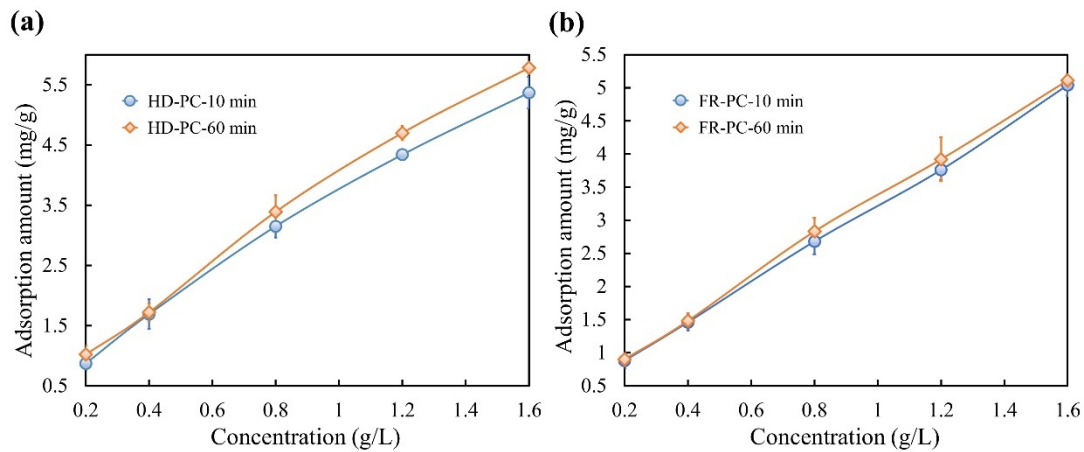 (a)
Adsorption amount (mg/g)
5.5
4.5
3.5
2.5
1.5
0.5
HD-PC-10 min
HD-PC-60 min
0.2 0.4 0.8 1 1.2 1.4 1.6
Concentration (g/L)
(b)
Adsorption amount (mg/g)
5.5
5
4.5
4
3.5
3
2.5
2
1.5
1
0.5
FR-PC-10 min
FR-PC-60 min
0.2 0.4 0.8 1 1.2 1.4 1.6
Concentration (g/L)